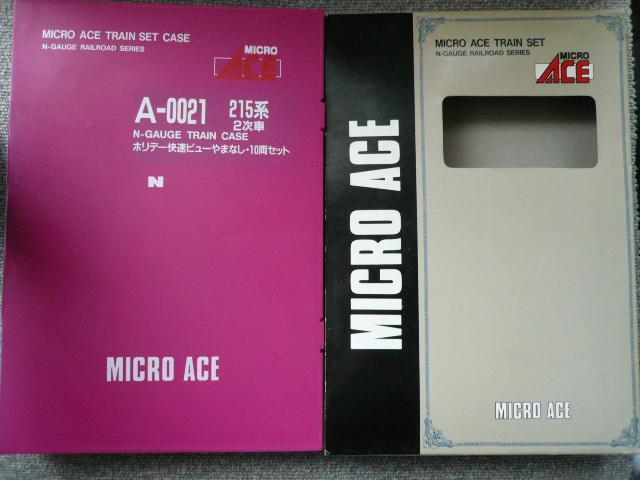 MICRO ACE TRAIN SET CASE
N-GAUGE RAILROAD SERIES
MICRO
ACE
A-0021 215系
2次車
N-GAUGE TRAIN CASE
ホリデー快速ビューやまなし・10両セット
N
MICRO ACE
MICRO ACE
MICRO ACE TRAIN SET
N-GAUGE RAILROAD SERIES
MICRO
ACE
MICRO ACE